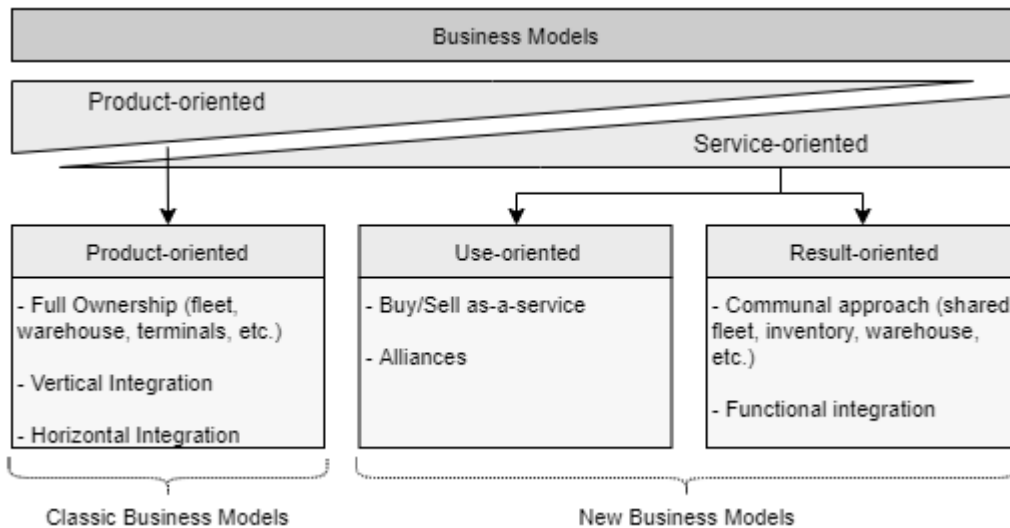 Business Models
Product-oriented
Service-oriented
Product-oriented
- Full Ownership (fleet,
warehouse, terminals, etc.)
- Vertical Integration
- Horizontal Integration
Use-oriented
- Buy/Sell as-a-service
- Alliances
Result-oriented
- Communal approach (shared
fleet, inventory, warehouse,
etc.)
- Functional integration
Classic Business Models
New Business Models